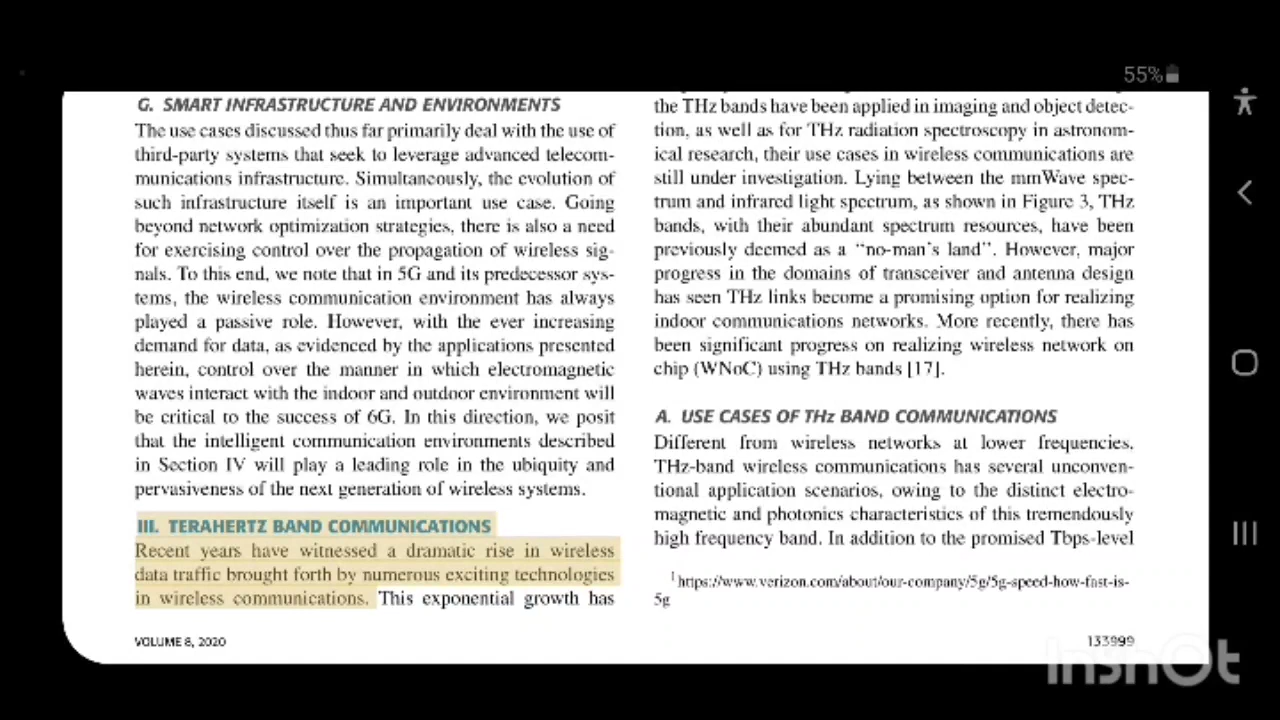 55%
G. SMART INFRASTRUCTURE AND ENVIRONMENTS
The use cases discussed thus far primarily deal with the use of
third-party systems that seek to leverage advanced telecom-
munications infrastructure. Simultaneously, the evolution of
such infrastructure itself is an important use case. Going
beyond network optimization strategies, there is also a need
for exercising control over the propagation of wireless sig-
nals. To this end, we note that in 5G and its predecessor sys-
tems, the wireless communication environment has always
played a passive role. However, with the ever increasing
demand for data, as evidenced by the applications presented
herein, control over the manner in which electromagnetic
waves interact with the indoor and outdoor environment will
be critical to the success of 6G. In this direction, we posit
that the intelligent communication environments described
in Section IV will play a leading role in the ubiquity and
pervasiveness of the next generation of wireless systems.
III. TERAHERTZ BAND COMMUNICATIONS
Recent years have witnessed a dramatic rise in wireless
data traffic brought forth by numerous exciting technologies
in wireless communications. This exponential growth has
the THz bands have been applied in imaging and object detec-
tion, as well as for THz radiation spectroscopy in astronom-
ical research, their use cases in wireless communications are
still under investigation. Lying between the mmWave spec-
trum and infrared light spectrum, as shown in Figure 3, THz
bands, with their abundant spectrum resources, have been
previously deemed as a “no-man's land”. However, major
progress in the domains of transceiver and antenna design
has seen THz links become a promising option for realizing
indoor communications networks. More recently, there has
been significant progress on realizing wireless network on
chip (WNoC) using THz bands [17].
A. USE CASES OF THz BAND COMMUNICATIONS
Different from wireless networks at lower frequencies,
THz-band wireless communications has several unconven-
tional application scenarios, owing to the distinct electro-
magnetic and photonics characteristics of this tremendously
high frequency band. In addition to the promised Tbps-level
1 https://www.verizon.com/about/our-company/5g/5g-speed-how-fast-is-
5g
VOLUME 8, 2020
133999
InShOt